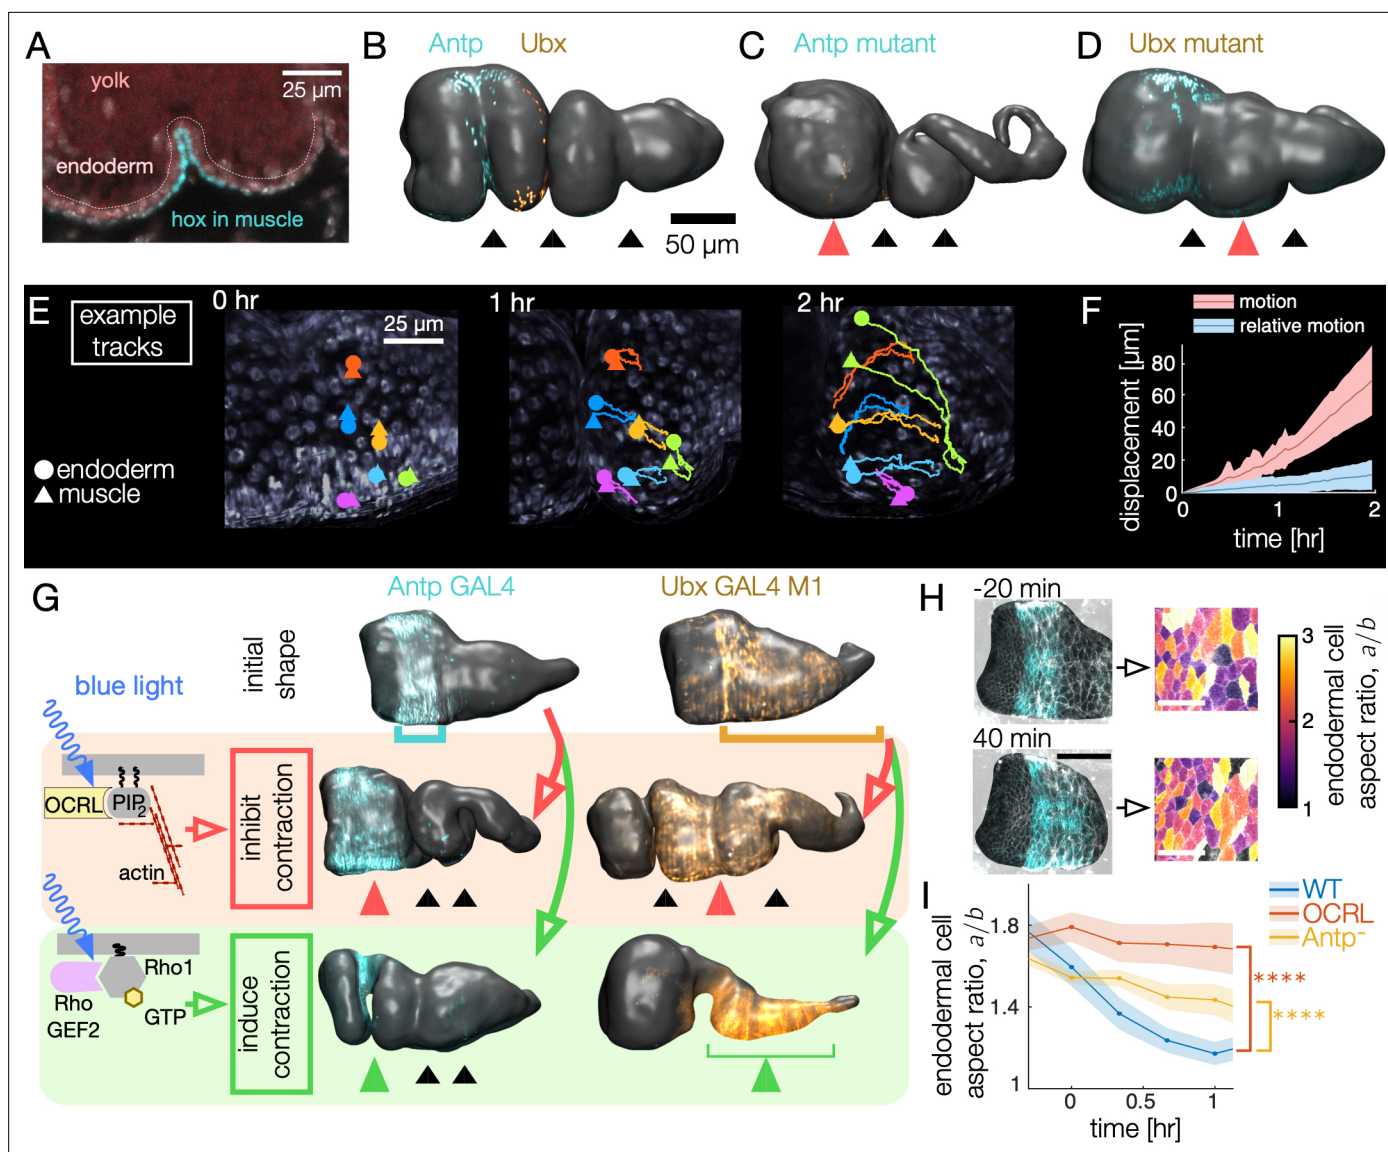 A
yolk
25 µm
endoderm
hox in muscle
B
Antp
Ubx
50 µm
C
Antp mutant
D
Ubx mutant
E
example
tracks
0 hr
25 µm
1 hr
2 hr
endoderm
muscle
F
motion
relative motion
displacement [µm]
80
60
40
20
0
0
1
2
time [hr]
G
Antp GAL4
Ubx GAL4 M1
initial
shape
blue light
OCRL
PIP2
actin
inhibit
contraction
Rho1
Rho
GEF2
GTP
induce
contraction
H
-20 min
40 min
3
2
1
endodermal cell
aspect ratio, a/b
I
WT
OCRL
Antp-
endodermal cell
aspect ratio, a/b
1.8
1.4
1
****
****
0
0.5
1
time [hr]